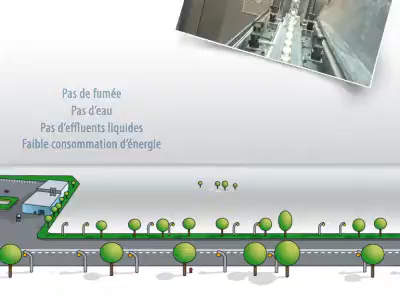 Pas de fumée
Pas d'eau
Pas d'effluents liquides
Faible consommation d'énergie